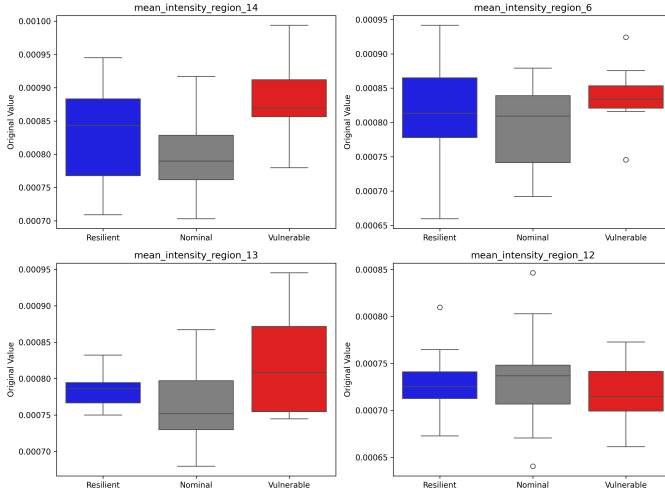 mean_intensity_region_14
Original Value
0.00100
0.00095
0.00090
0.00085
0.00080
0.00075
0.00070
Resilient Nominal Vulnerable
mean_intensity_region_6
Original Value
0.00095
0.00090
0.00085
0.00080
0.00075
0.00070
0.00065
Resilient Nominal Vulnerable
mean_intensity_region_13
Original Value
0.00095
0.00090
0.00085
0.00080
0.00075
0.00070
Resilient Nominal Vulnerable
mean_intensity_region_12
Original Value
0.00085
0.00080
0.00075
0.00070
0.00065
Resilient Nominal Vulnerable